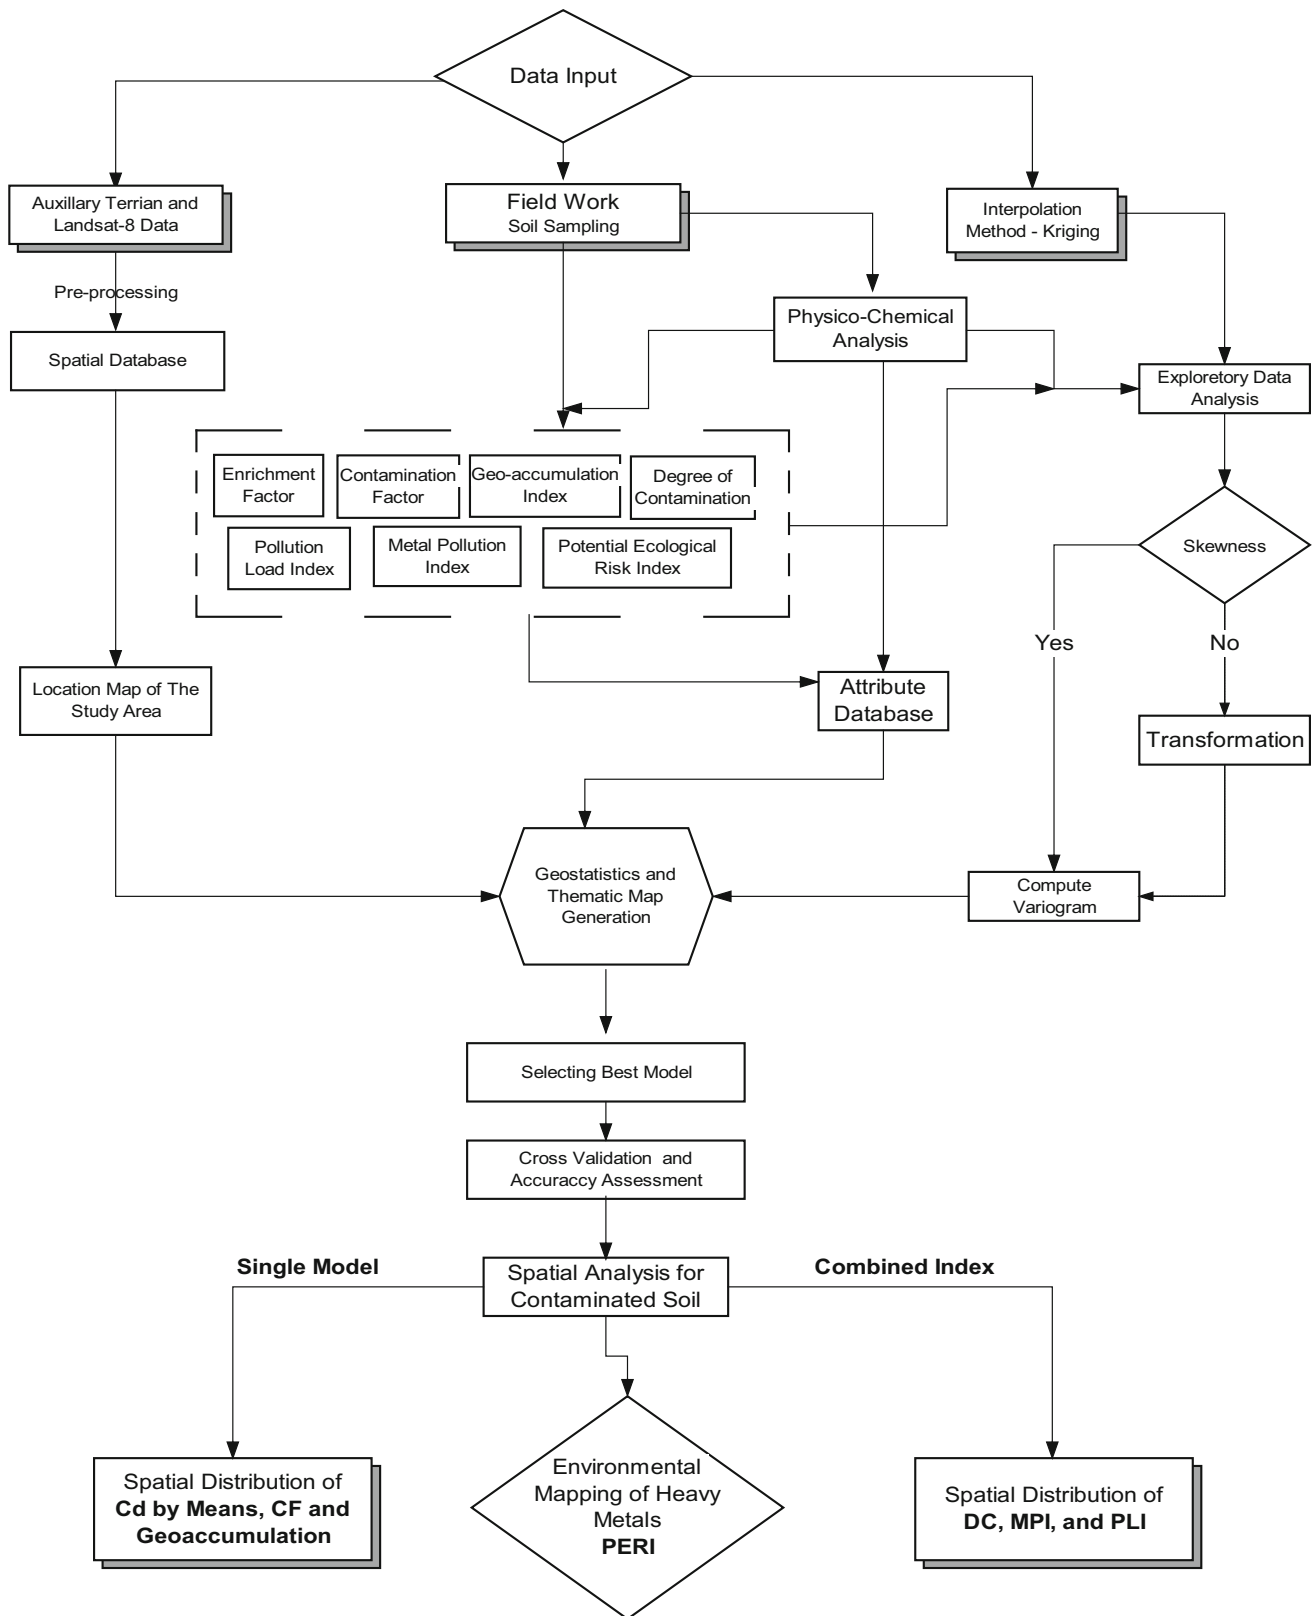 Data Input
Auxillary Terrian and
Landsat-8 Data
Field Work
Soil Sampling
Interpolation
Method - Kriging
Pre-processing
Physico-Chemical
Analysis
Spatial Database
Exploretory Data
Analysis
Enrichment
Factor
Contamination
Factor
Geo-accumulation
Index
Degree of
Contamination
Pollution
Load Index
Metal Pollution
Index
Potential Ecological
Risk Index
Skewness
Yes
No
Location Map of The
Study Area
Attribute
Database
Transformation
Geostatistics and
Thematic Map
Generation
Compute
Variogram
Selecting Best Model
Cross Validation and
Accuraccy Assessment
Single Model
Spatial Analysis for
Contaminated Soil
Combined Index
Spatial Distribution of
Cd by Means, CF and
Geoaccumulation
Environmental
Mapping of Heavy
Metals
PERI
Spatial Distribution of
DC, MPI, and PLI